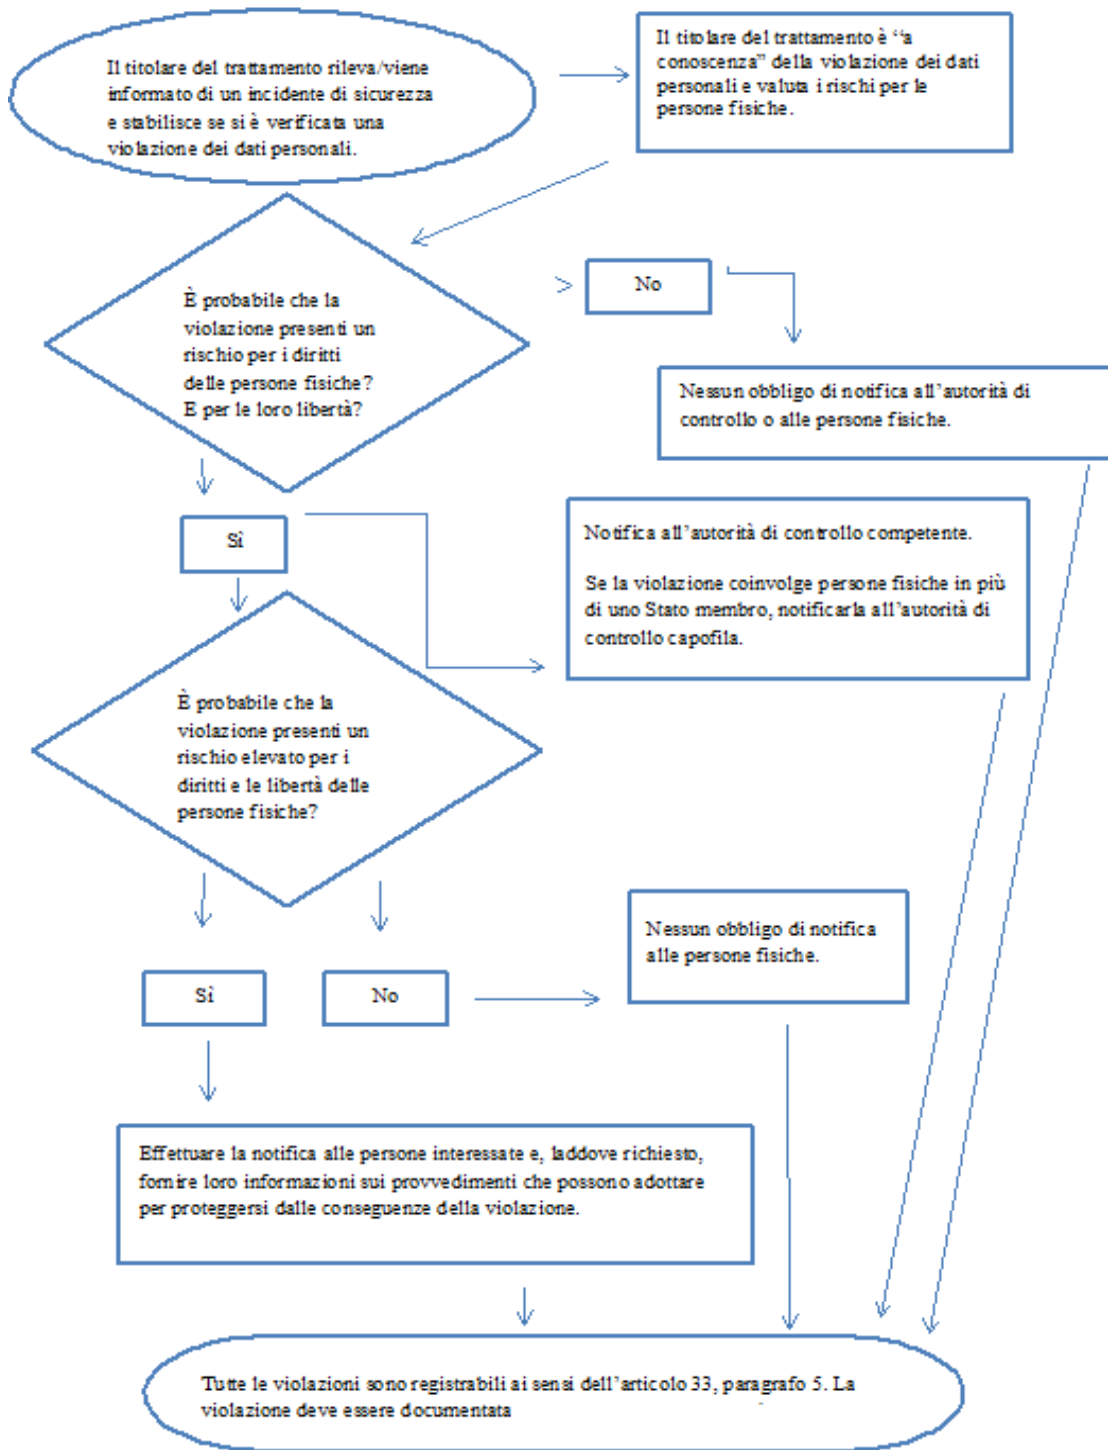 Il titolare del trattamento rileva/viene
informato di un incidente di sicurezza
e stabilisce se si è verificata una
violazione dei dati personali.
Il titolare del trattamento è “a
conoscenza” della violazione dei dati
personali e valuta i rischi per le
persone fisiche.
È probabile che la
violazione presenti un
rischio per i diritti
delle persone fisiche?
E per le loro libertà?
No
Nessun obbligo di notifica all’autorità di
controllo o alle persone fisiche.
Sì
Notifica all’autorità di controllo competente.
Se la violazione coinvolge persone fisiche in più
di uno Stato membro, notificarla all’autorità di
controllo capofila.
È probabile che la
violazione presenti un
rischio elevato per i
diritti e le libertà delle
persone fisiche?
Sì
No
Nessun obbligo di notifica
alle persone fisiche.
Effettuare la notifica alle persone interessate e, laddove richiesto,
fornire loro informazioni sui provvedimenti che possono adottare
per proteggersi dalle conseguenze della violazione.
Tutte le violazioni sono registrabili ai sensi dell’articolo 33, paragrafo 5. La
violazione deve essere documentata